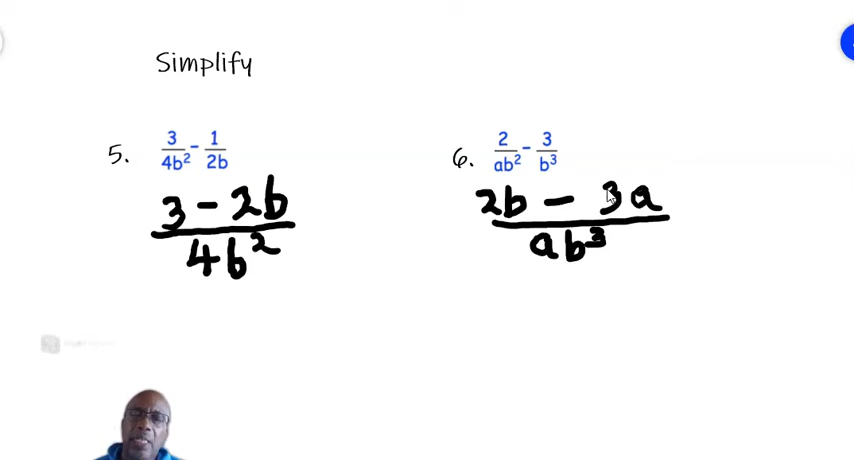 Simplify
5. 3/4b² - 1/2b
6. 2/ab² - 3/b³
3 - 2b / 4b²
2b - 3a / ab³